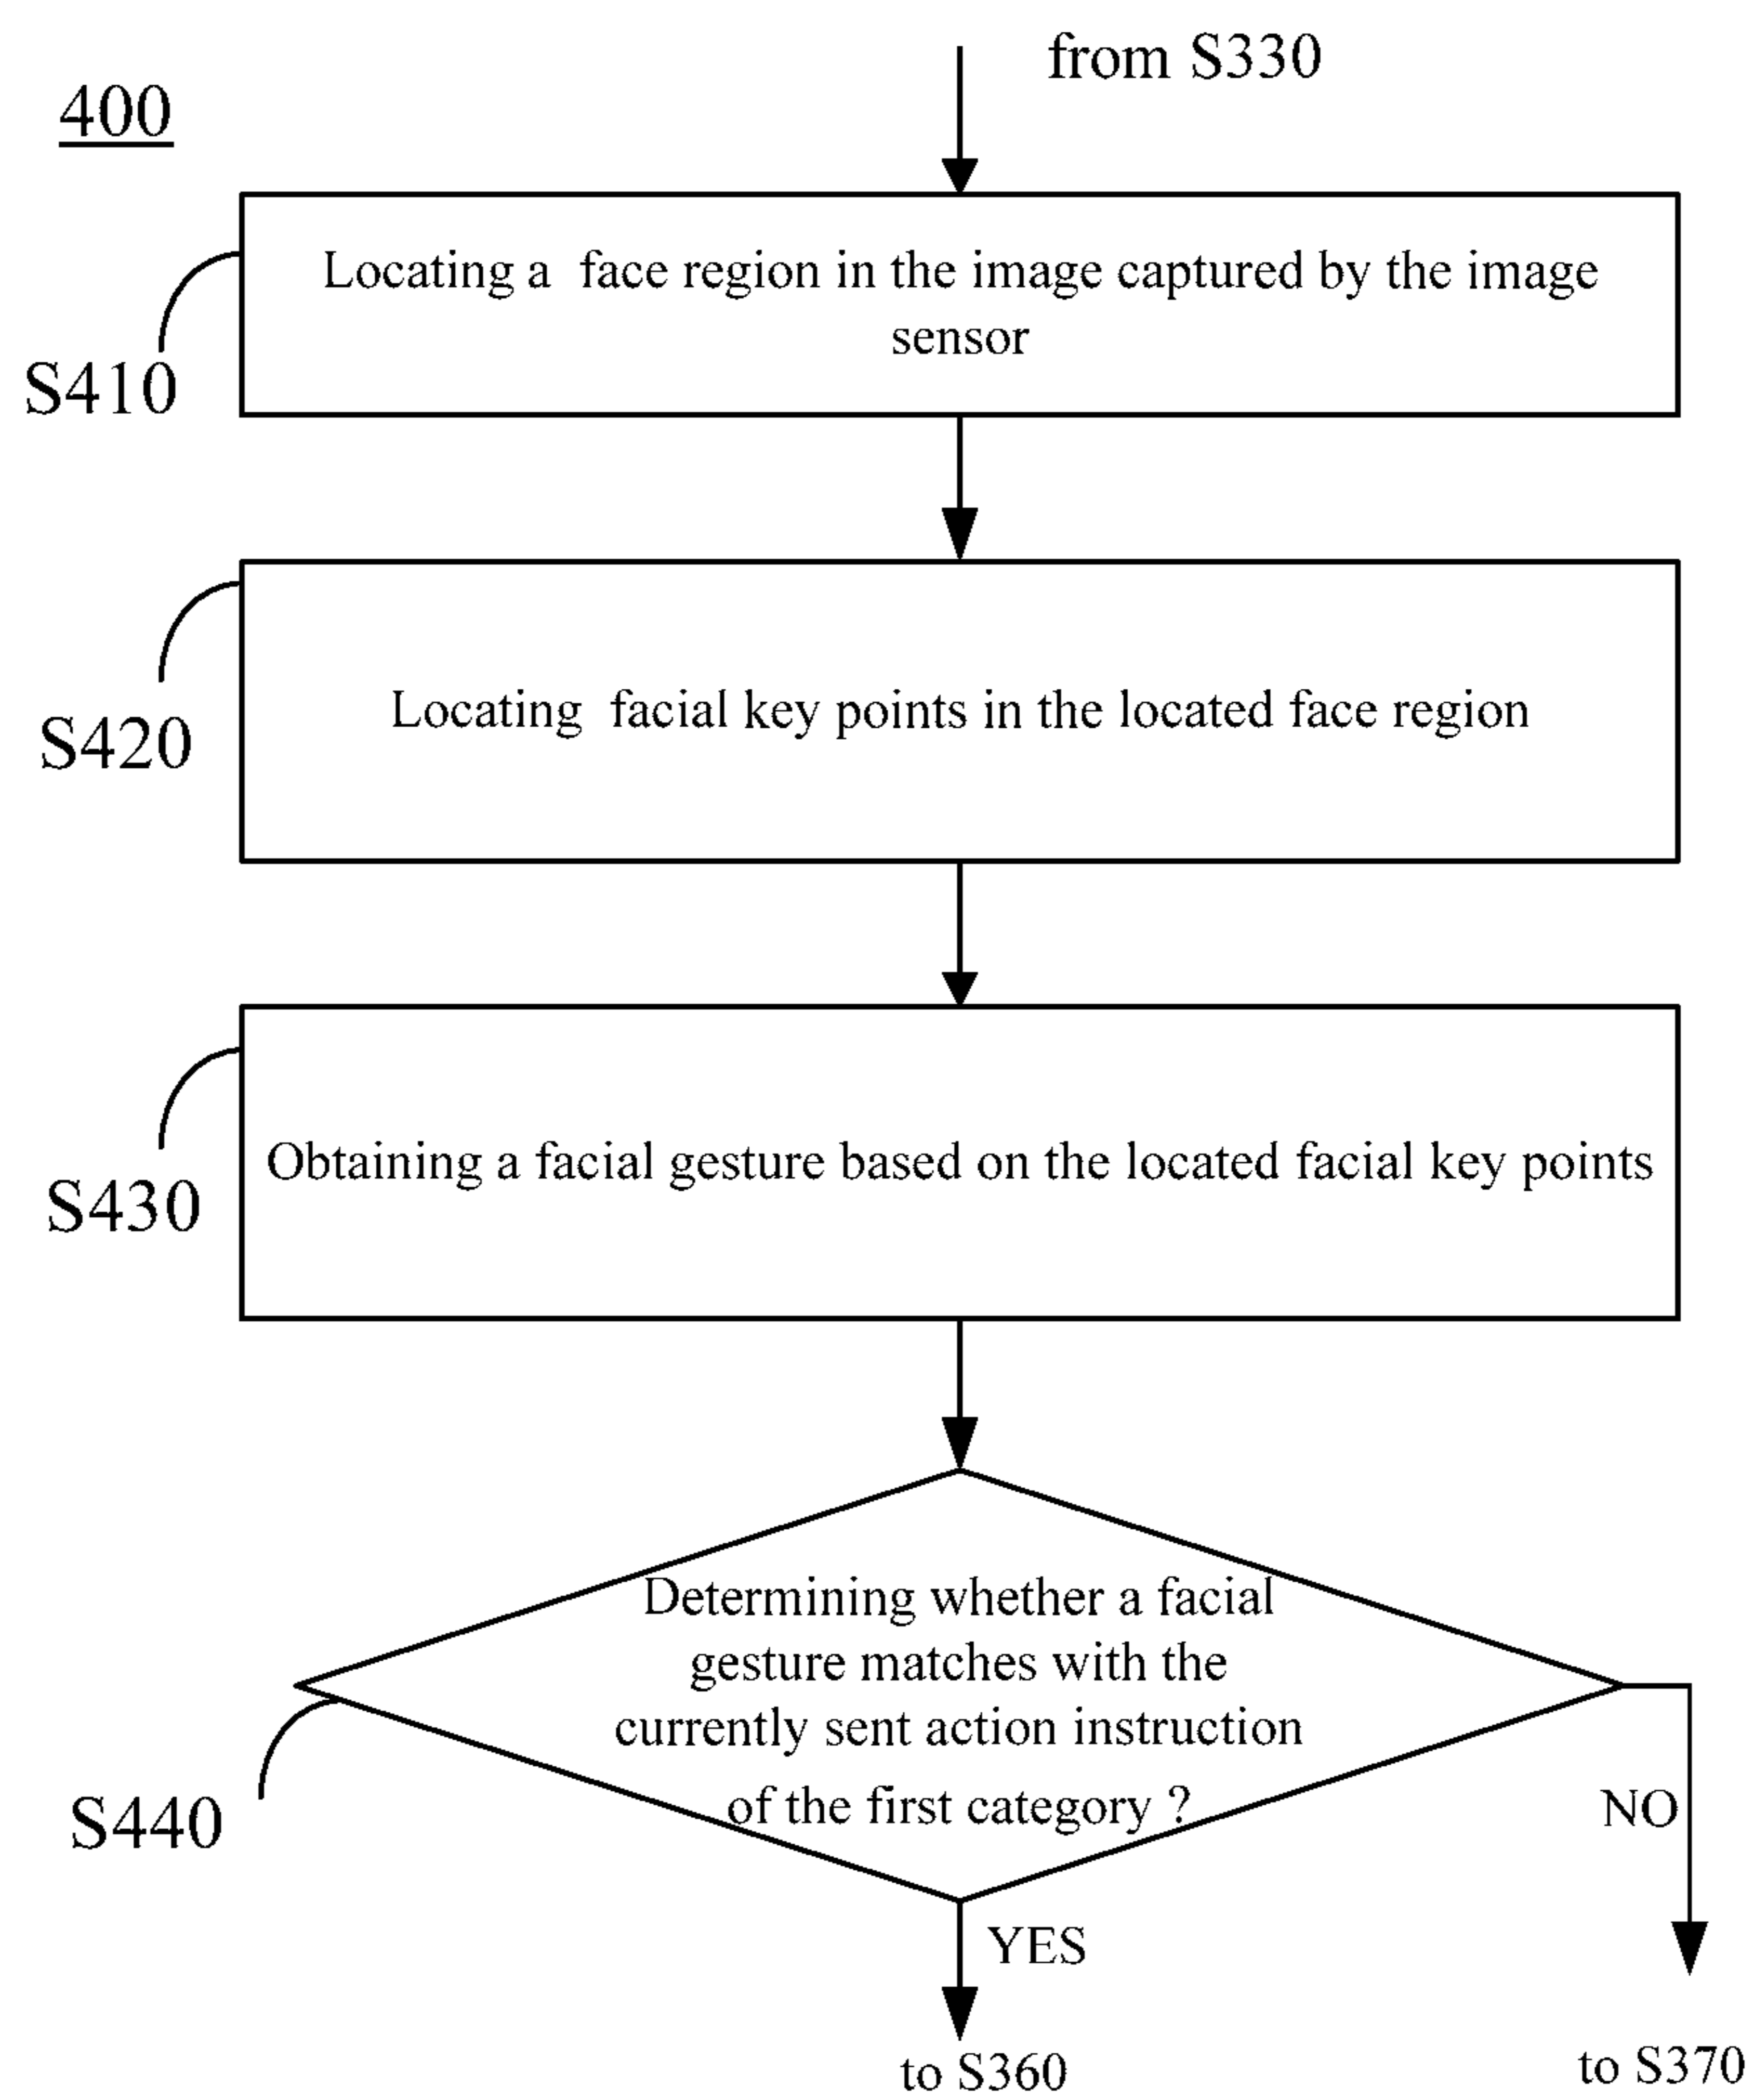 from S330
400
Locating a face region in the image captured by the image
sensor
S410
Locating facial key points in the located face region
S420
Obtaining a facial gesture based on the located facial key points
S430
Determining whether a facial
gesture matches with the
currently sent action instruction
of the first category ?
S440
NO
YES
to S360
to S370